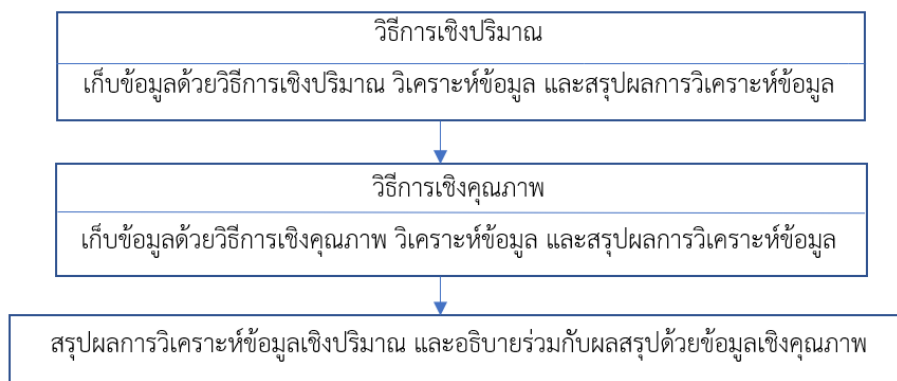 วิธีการเชิงปริมาณ
เก็บข้อมูลด้วยวิธีการเชิงปริมาณ วิเคราะห์ข้อมูล และสรุปผลการวิเคราะห์ข้อมูล
วิธีการเชิงคุณภาพ
เก็บข้อมูลด้วยวิธีการเชิงคุณภาพ วิเคราะห์ข้อมูล และสรุปผลการวิเคราะห์ข้อมูล
สรุปผลการวิเคราะห์ข้อมูลเชิงปริมาณ และอธิบายร่วมกับผลสรุปด้วยข้อมูลเชิงคุณภาพ